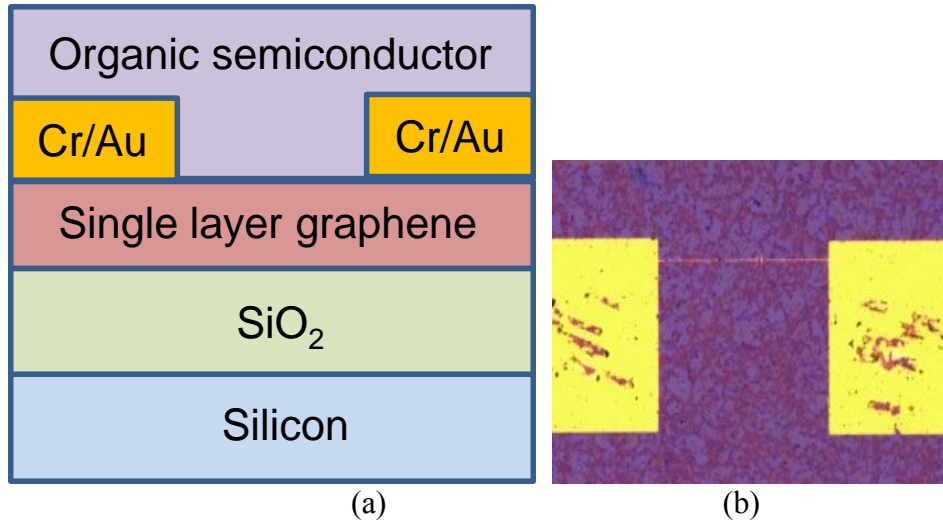 Organic semiconductor
Cr/Au
Cr/Au
Single layer graphene
SiO₂
Silicon
(a)
(b)